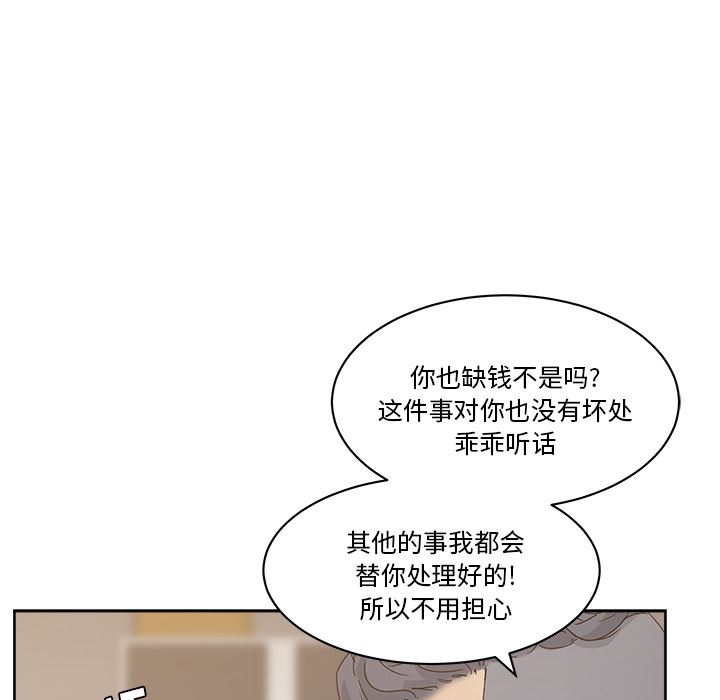 你也缺钱不是吗?
这件事对你也没有坏处
乖乖听话
其他的事我都会
替你处理好的!
所以不用担心